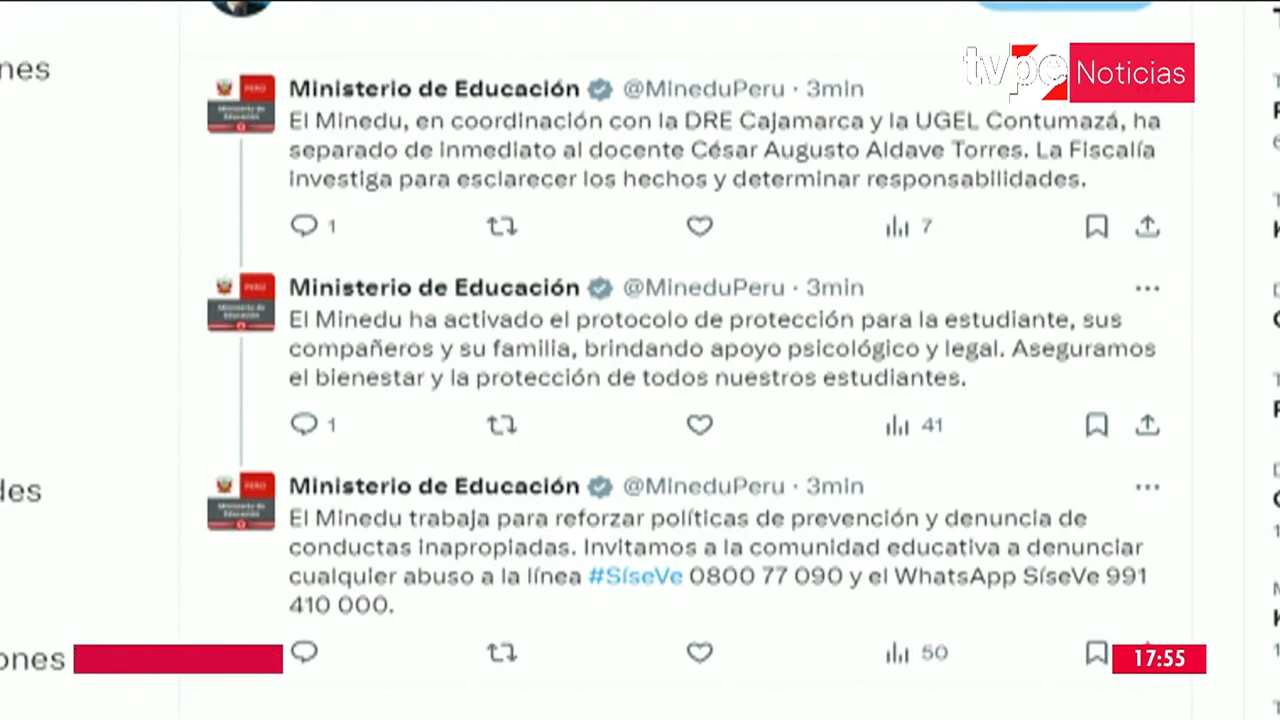 nes
tvpe Noticias
Ministerio de Educación @MineduPeru · 3min
El Minedu, en coordinación con la DRE Cajamarca y la UGEL Contumazá, ha
separado de inmediato al docente César Augusto Aldave Torres. La Fiscalía
investiga para esclarecer los hechos y determinar responsabilidades.
1 7
PERÚ
Ministerio de Educación @MineduPeru · 3min
El Minedu ha activado el protocolo de protección para la estudiante, sus
compañeros y su familia, brindando apoyo psicológico y legal. Aseguramos
el bienestar y la protección de todos nuestros estudiantes.
1 41
des
PERÚ
Ministerio de Educación @MineduPeru · 3min
El Minedu trabaja para reforzar políticas de prevención y denuncia de
conductas inapropiadas. Invitamos a la comunidad educativa a denunciar
cualquier abuso a la línea #SíseVe 0800 77 090 y el WhatsApp SíseVe 991
410 000.
50
ones
17:55